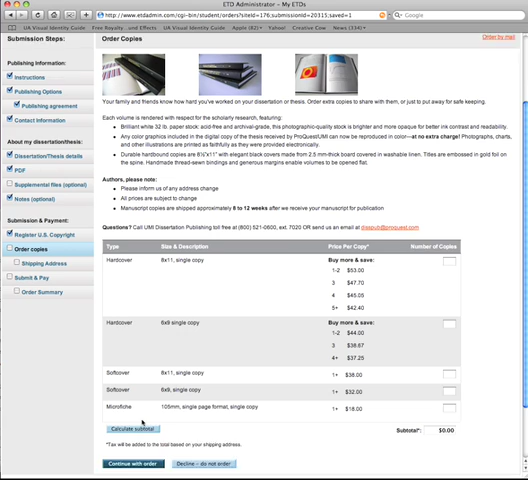 ETD Administrator — My ETDs
http://www.etdadmin.com/cgi-bin/student/orders?siteId=176;submissionId=20315;saved=1
Google
UA Visual Identity Guide
Creative ...ou and effects
UA Visual Identity Guide
Apple (82)
Yahoo!
Creative Cow
News (334)
Submission Steps:
Order Copies
Order by mail
Publishing Info:
Instructions
Publishing Options
Publishing agreement
Contact Information
About my dissertation/thesis:
Dissertation/Thesis details
PDF
Supplemental files (optional)
Notes (optional)
Submission & Payment:
Register U.S. Copyright
Order copies
Shipping Address
Submit & Pay
Order Summary
Your family and friends know how hard you've worked on your dissertation or thesis. Order extra copies to share with them, or just to put away for safe keeping.
Each volume is rendered with respect for the scholarly research, featuring:
Brilliant white 32 lb. paper stock: acid-free and archival-grade, this photographic-quality stock is brighter and more opaque for better ink contrast and readability.
Any color graphics included in the digital copy of the thesis received by ProQuest/UMI can now be reproduced in color—at no extra charge! Photographs, charts,
and other illustrations are printed as faithfully as they were provided electronically.
Durable hardbound copies are 8½"x11" with elegant black covers made from 2.5 mm-thick board covered in washable linen. Titles are embossed in gold foil on
the spine. Handmade thread-sewn bindings and generous margins enable volumes to be opened flat.
Authors, please note:
Please inform us of any address change
All prices are subject to change
Manuscript copies are shipped approximately 8 to 12 weeks after we receive your manuscript for publication
Questions? Call UMI Dissertation Publishing toll free at (800) 521-0600, ext. 7020 OR send us an email at disspub@proquest.com
Type Size & Description Price Per Copy* Number of Copies
Hardcover 8x11, single copy Buy more & save:
1-2 $53.00
3 $47.70
4 $45.05
5+ $42.40
Hardcover 6x9 single copy Buy more & save:
1-2 $44.00
3 $38.67
4+ $37.25
Softcover 8x11, single copy 1+ $38.00
Softcover 6x9, single copy 1+ $32.00
Microfiche 105mm, single page format, single copy 1+ $18.00
Calculate subtotal
Subtotal*: $0.00
*Tax will be added to the total based on your shipping address.
Continue with order
Decline – do not order